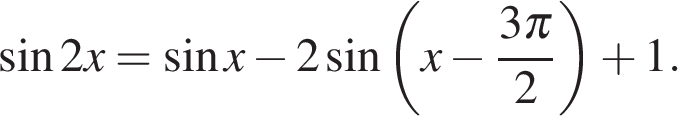 sin 2x = sin x − 2 sin (x − 3π/2) + 1.